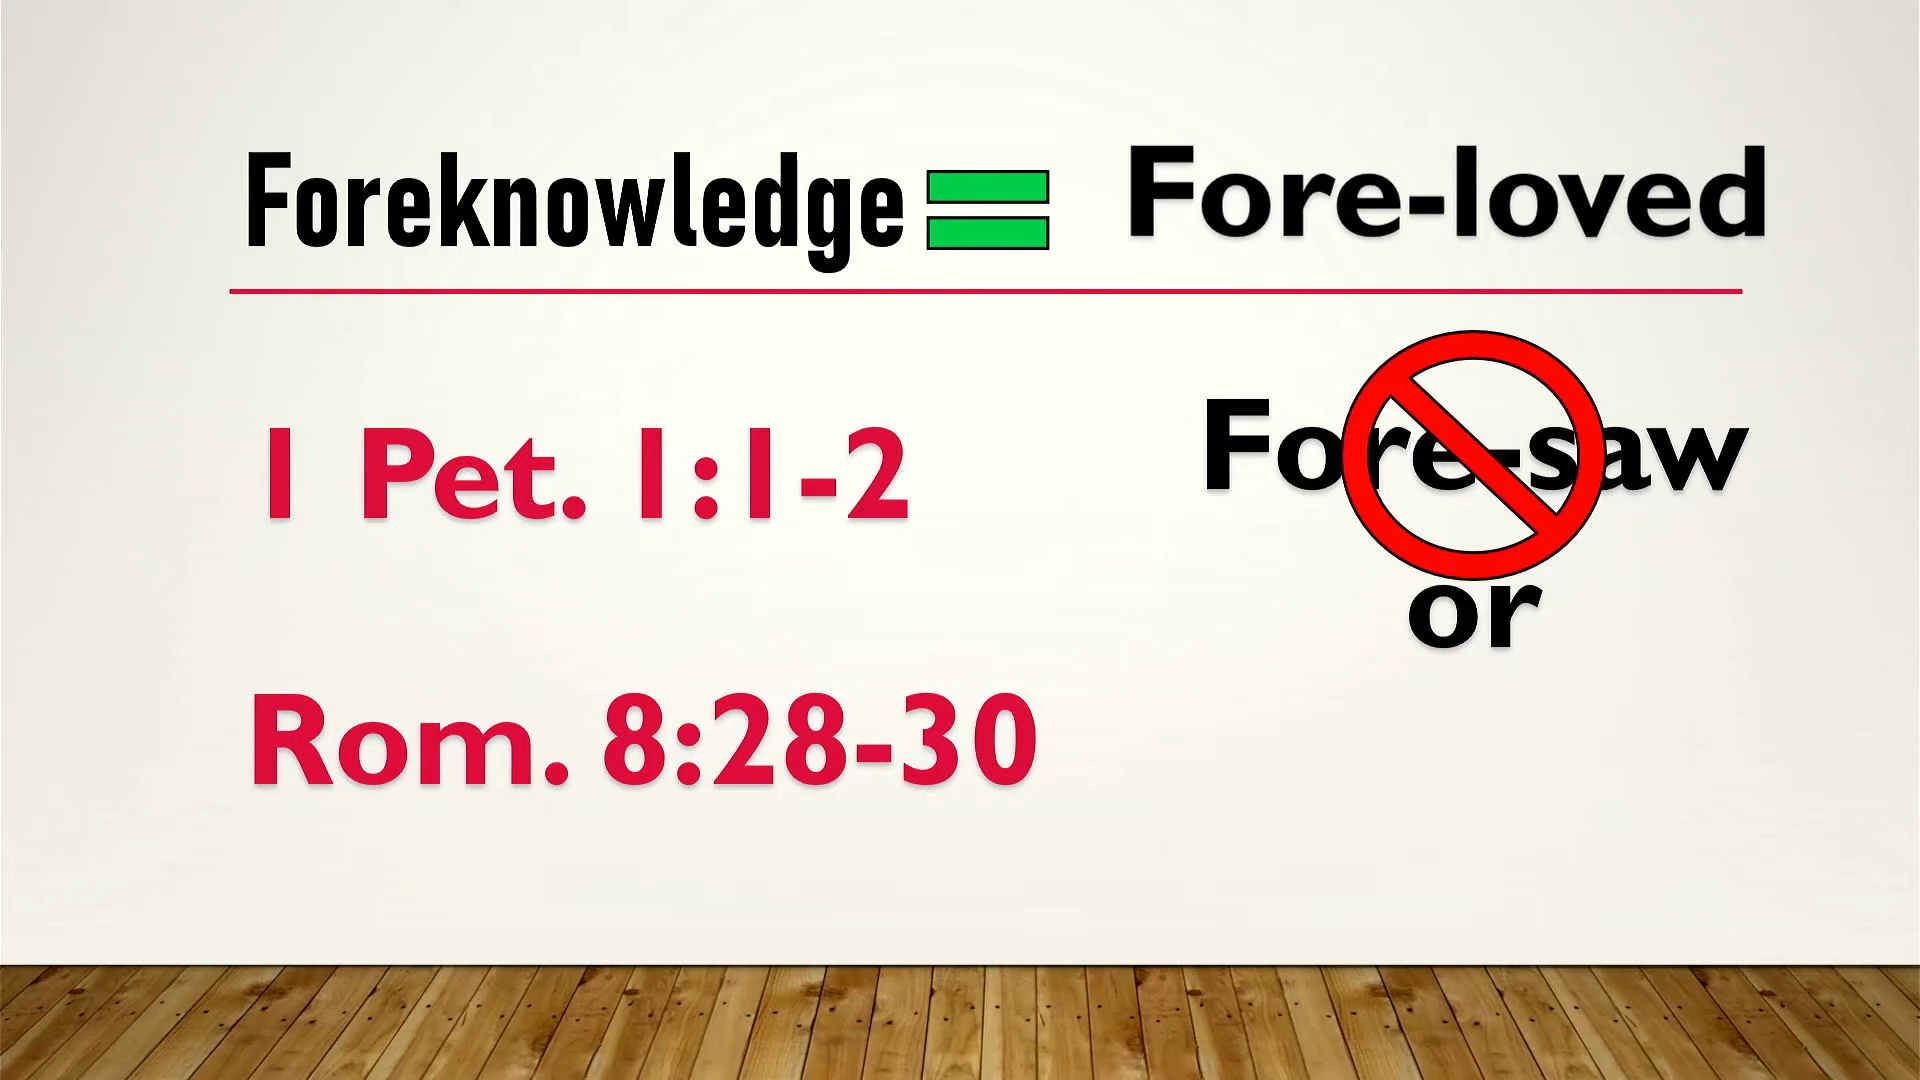 Foreknowledge = Fore-loved
1 Pet. 1:1-2
Fore-saw
or
Rom. 8:28-30